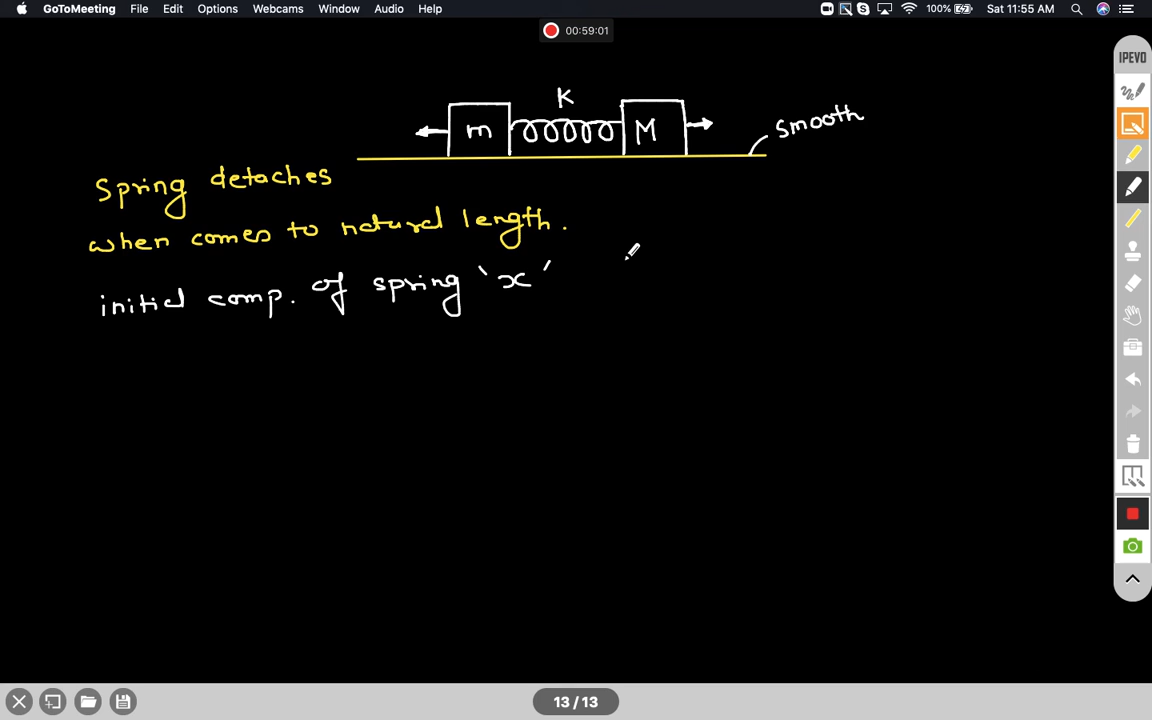 GoToMeeting File Edit Options Webcams Window Audio Help 100% Sat 11:55 AM
00:59:01
IPEVO
K
m M
smooth
Spring detaches
when comes to natural length.
initial comp. of spring 'x'
13/13